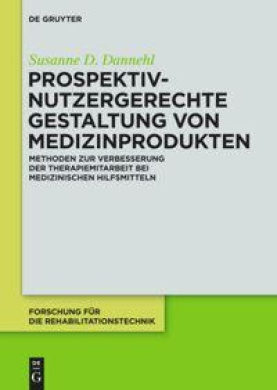 DE GRUYTER
Susanne D. Dannehl
PROSPEKTIV-
NUTZERGERECHTE
GESTALTUNG VON
MEDIZINPRODUKTEN
METHODEN ZUR VERBESSERUNG
DER THERAPIEMITARBEIT BEI
MEDIZINISCHEN HILFSMITTELN
FORSCHUNG FÜR
DIE REHABILITATIONSTECHNIK
DE
G